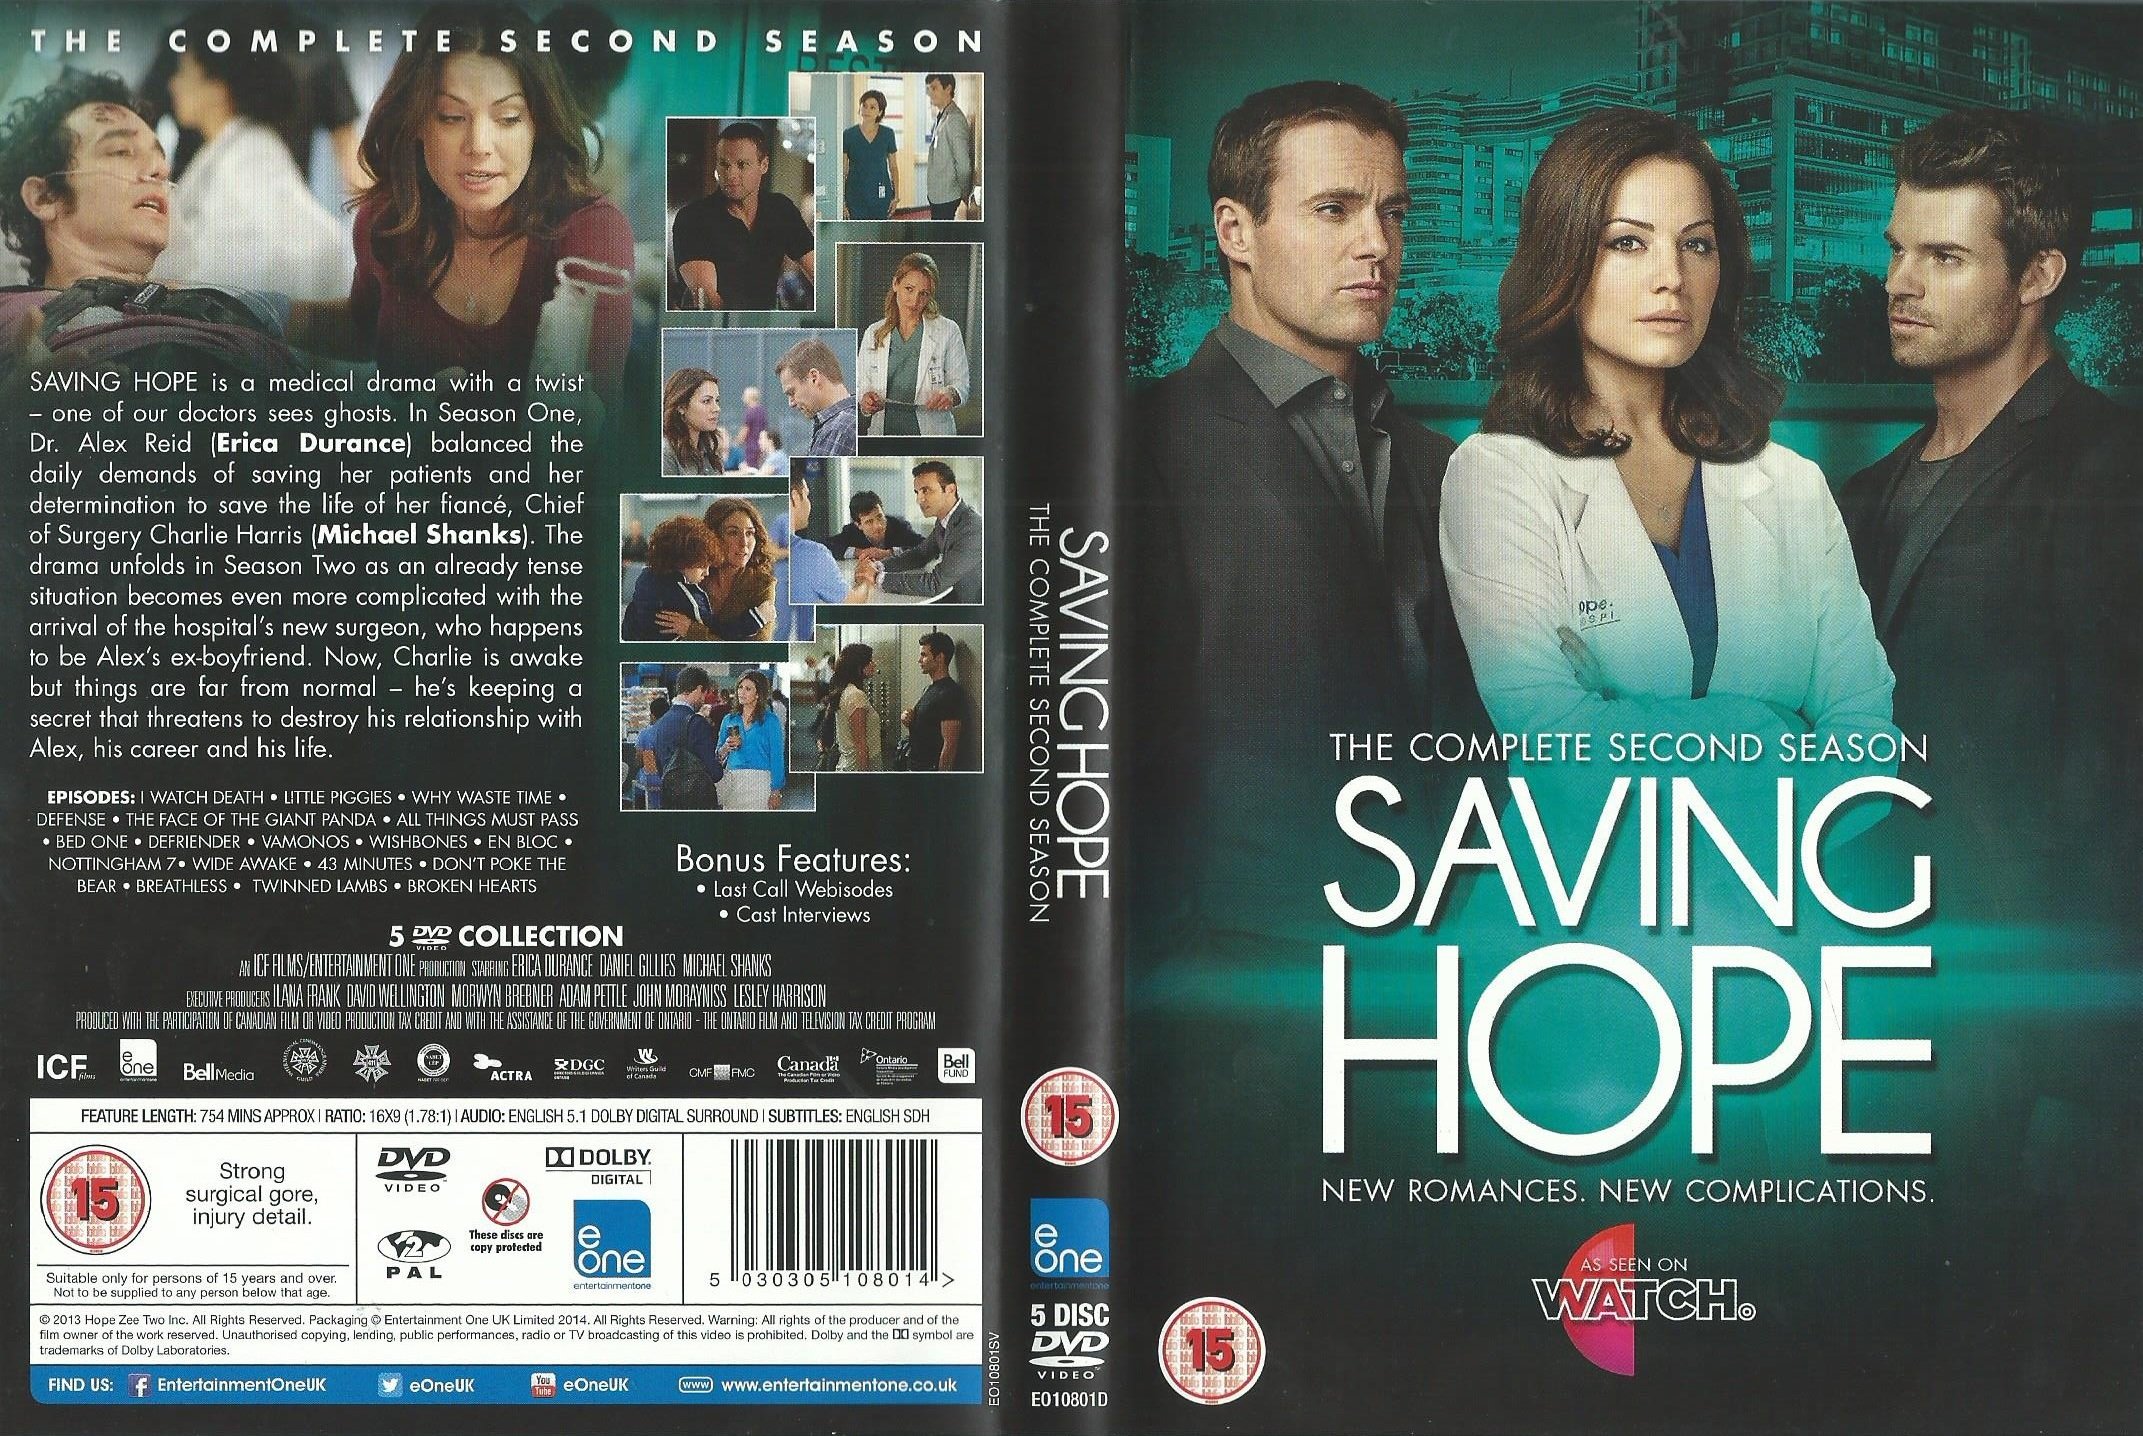 THE COMPLETE SECOND SEASON
SAVING HOPE is a medical drama with a twist
– one of our doctors sees ghosts. In Season One,
Dr. Alex Reid (Erica Durance) balanced the
daily demands of saving her patients and her
determination to save the life of her fiancé, Chief
of Surgery Charlie Harris (Michael Shanks). The
drama unfolds in Season Two as an already tense
situation becomes even more complicated with the
arrival of the hospital's new surgeon, who happens
to be Alex's ex-boyfriend. Now, Charlie is awake
but things are far from normal – he's keeping a
secret that threatens to destroy his relationship with
Alex, his career and his life.
EPISODES: I WATCH DEATH • LITTLE PIGGIES • WHY WASTE TIME •
DEFENSE • THE FACE OF THE GIANT PANDA • ALL THINGS MUST PASS
• BED ONE • DEFRIENDER • VAMONOS • WISHBONES • EN BLOC •
NOTTINGHAM 7• WIDE AWAKE • 43 MINUTES • DON'T POKE THE
BEAR • BREATHLESS • TWINNED LAMBS • BROKEN HEARTS
Bonus Features:
• Last Call Webisodes
• Cast Interviews
5 DVD VIDEO COLLECTION
AN ICF FILMS/ENTERTAINMENT ONE PRODUCTION STARRING ERICA DURANCE DANIEL GILLIES MICHAEL SHANKS
EXECUTIVE PRODUCERS ILANA FRANK DAVID WELLINGTON MORWYN BREBNER ADAM PETTLE JOHN MORAYNISS LESLEY HARRISON
PRODUCED WITH THE PARTICIPATION OF CANADIAN FILM OR VIDEO PRODUCTION TAX CREDIT AND WITH THE ASSISTANCE OF THE GOVERNMENT OF ONTARIO - THE ONTARIO FILM AND TELEVISION TAX CREDIT PROGRAM
ICF films eone Bell Media ACTRA DGC Writers Guild of Canada CMF FMC Canada Ontario Bell FUND
FEATURE LENGTH: 754 MINS APPROX | RATIO: 16X9 (1.78:1) | AUDIO: ENGLISH 5.1 DOLBY DIGITAL SURROUND | SUBTITLES: ENGLISH SDH
15
Strong
surgical gore,
injury detail.
Suitable only for persons of 15 years and over.
Not to be supplied to any person below that age.
DVD
VIDEO
2
PAL
These discs are
copy protected
DOLBY
DIGITAL
eone
entertainmentone
5 030305 108014 >
© 2013 Hope Zee Two Inc. All Rights Reserved. Packaging © Entertainment One UK Limited 2014. All Rights Reserved. Warning: All rights of the producer and of the
film owner of the work reserved. Unauthorised copying, lending, public performances, radio or TV broadcasting of this video is prohibited. Dolby and the DD symbol are
trademarks of Dolby Laboratories.
FIND US: f EntertainmentOneUK eOneUK You Tube eOneUK www www.entertainmentone.co.uk
EO10801SV
SAVING HOPE
THE COMPLETE SECOND SEASON
15
eone
entertainmentone
5 DISC
DVD
VIDEO
EO10801D
ope.
THE COMPLETE SECOND SEASON
SAVING
HOPE
NEW ROMANCES. NEW COMPLICATIONS.
AS SEEN ON
WATCH
15